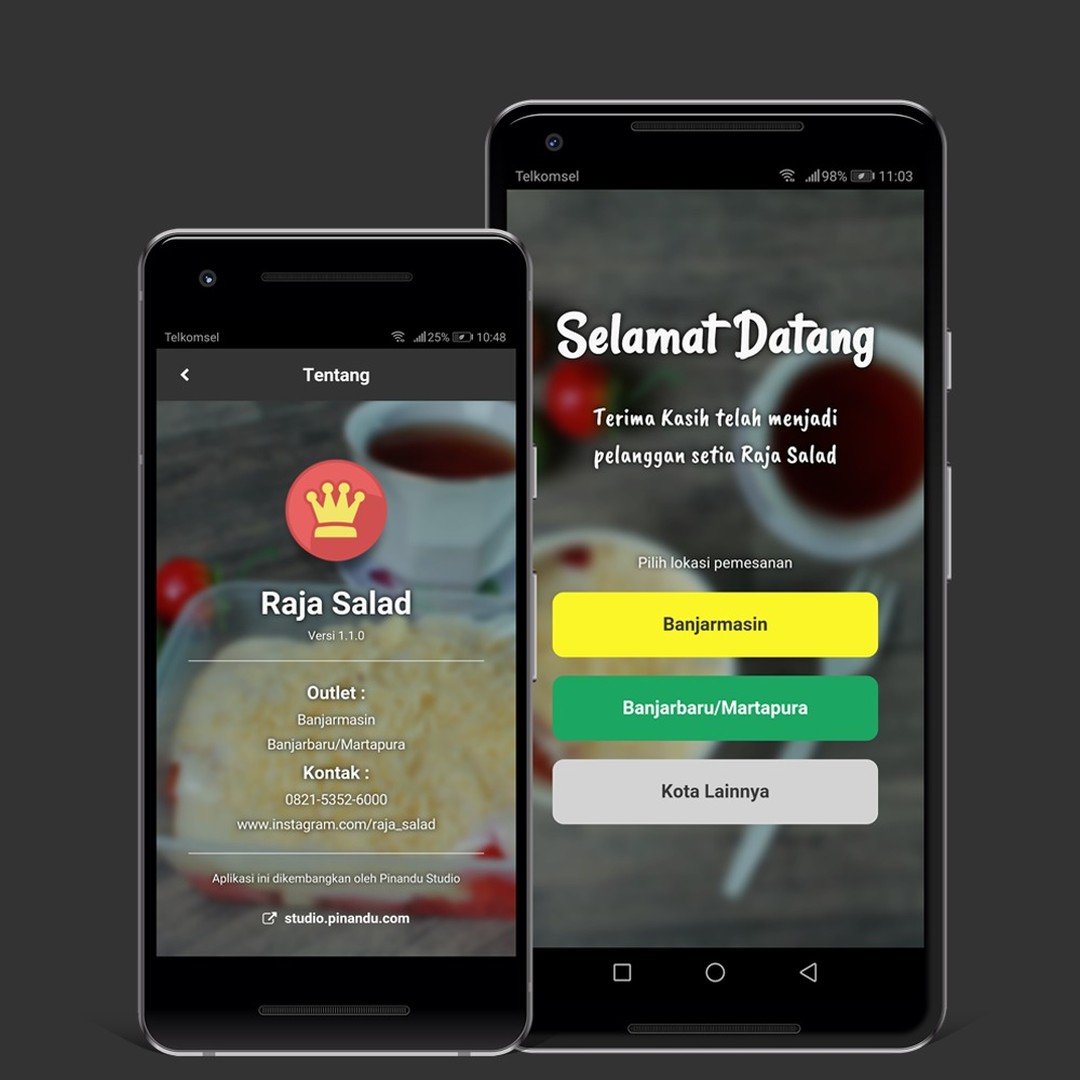 Telkomsel
25% 10:48
Tentang
Raja Salad
Versi 1.1.0
Outlet :
Banjarmasin
Banjarbaru/Martapura
Kontak :
0821-5352-6000
www.instagram.com/raja_salad
Aplikasi ini dikembangkan oleh Pinandu Studio
studio.pinandu.com
Telkomsel
98% 11:03
Selamat Datang
Terima Kasih telah menjadi
pelanggan setia Raja Salad
Pilih lokasi pemesanan
Banjarmasin
Banjarbaru/Martapura
Kota Lainnya